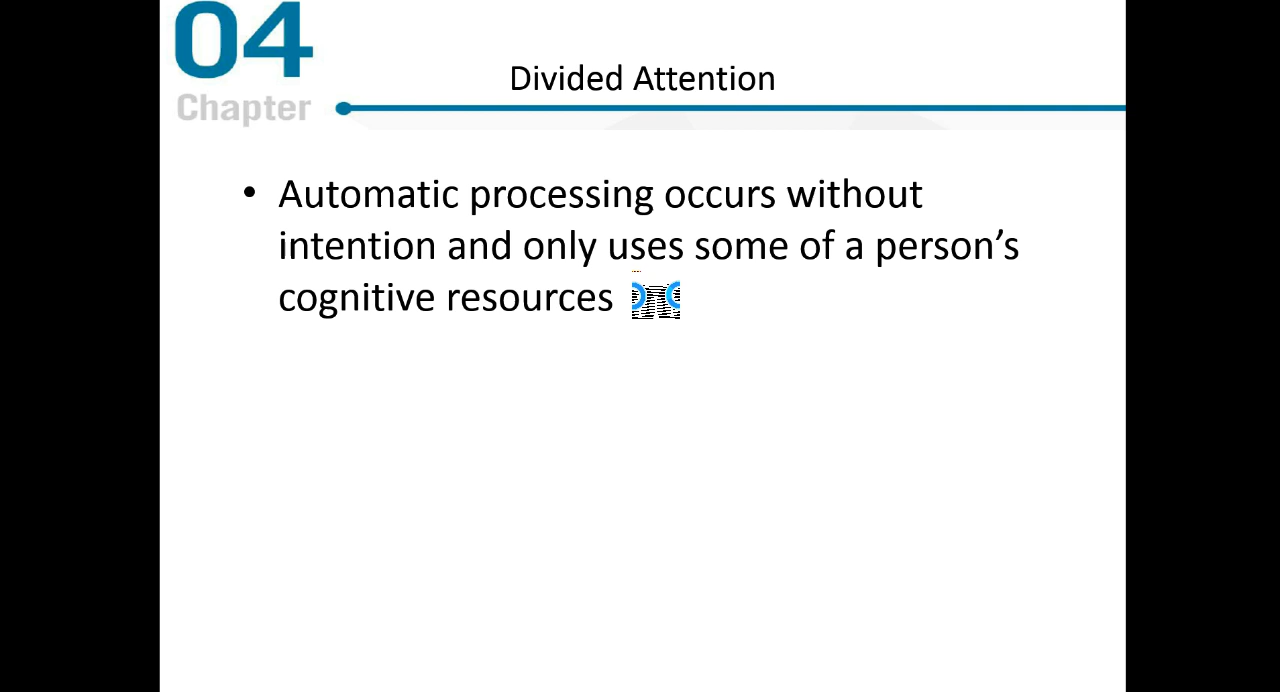 04
Chapter
Divided Attention
• Automatic processing occurs without
intention and only uses some of a person’s
cognitive resources